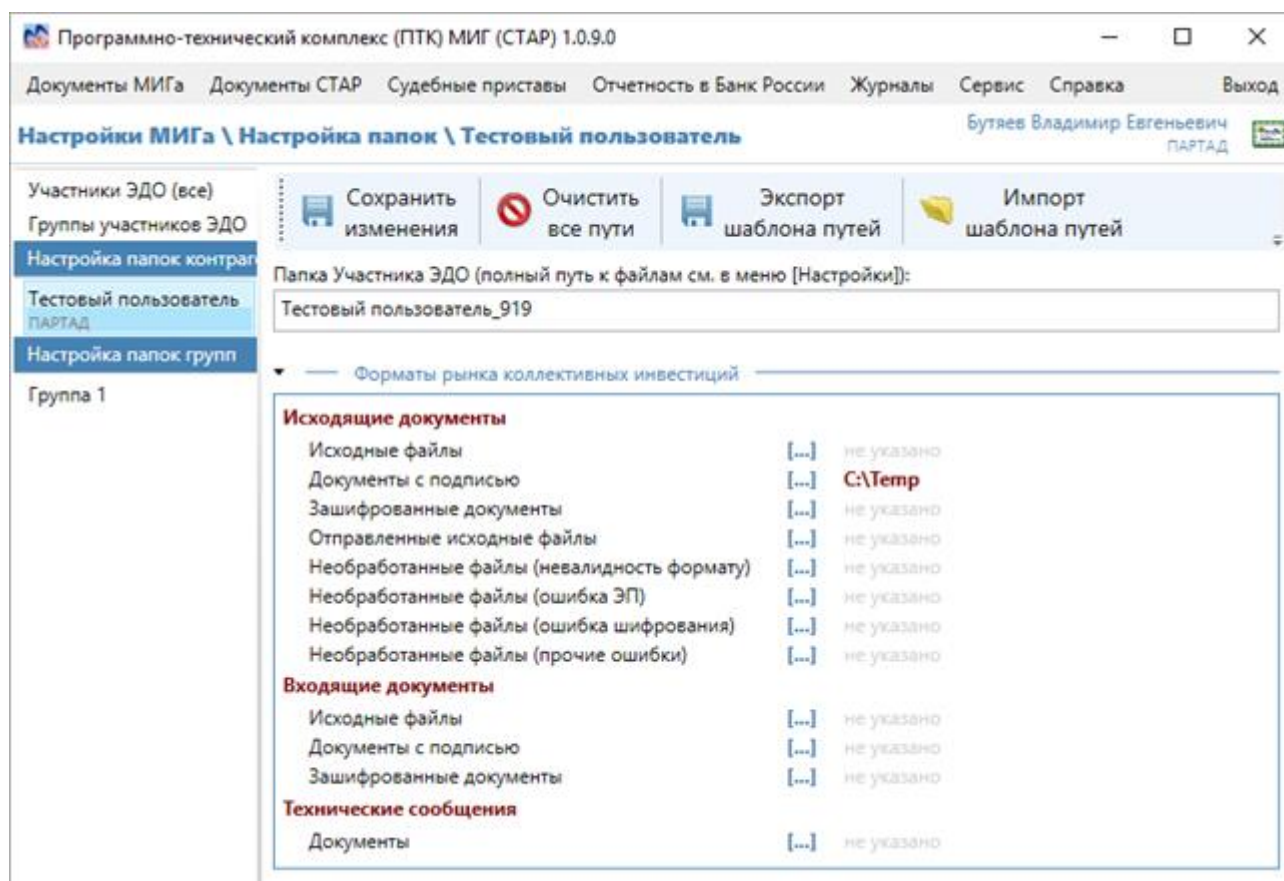 Программно-технический комплекс (ПТК) МИГ (СТАР) 1.0.9.0
Документы МИГа Документы СТАР Судебные приставы Отчетность в Банк России Журналы Сервис Справка Выход
Настройки МИГа \ Настройка папок \ Тестовый пользователь
Бутяев Владимир Евгеньевич
ПАРТАД
Участники ЭДО (все)
Группы участников ЭДО
Настройка папок контраг
Тестовый пользователь
ПАРТАД
Настройка папок групп
Группа 1
Сохранить
изменения
Очистить
все пути
Экспорт
шаблона путей
Импорт
шаблона путей
Папка Участника ЭДО (полный путь к файлам см. в меню [Настройки]):
Тестовый пользователь_919
Форматы рынка коллективных инвестиций
Исходящие документы
Исходные файлы [...] не указано
Документы с подписью [...] C:\Temp
Зашифрованные документы [...] не указано
Отправленные исходные файлы [...] не указано
Необработанные файлы (невалидность формату) [...] не указано
Необработанные файлы (ошибка ЭП) [...] не указано
Необработанные файлы (ошибка шифрования) [...] не указано
Необработанные файлы (прочие ошибки) [...] не указано
Входящие документы
Исходные файлы [...] не указано
Документы с подписью [...] не указано
Зашифрованные документы [...] не указано
Технические сообщения
Документы [...] не указано